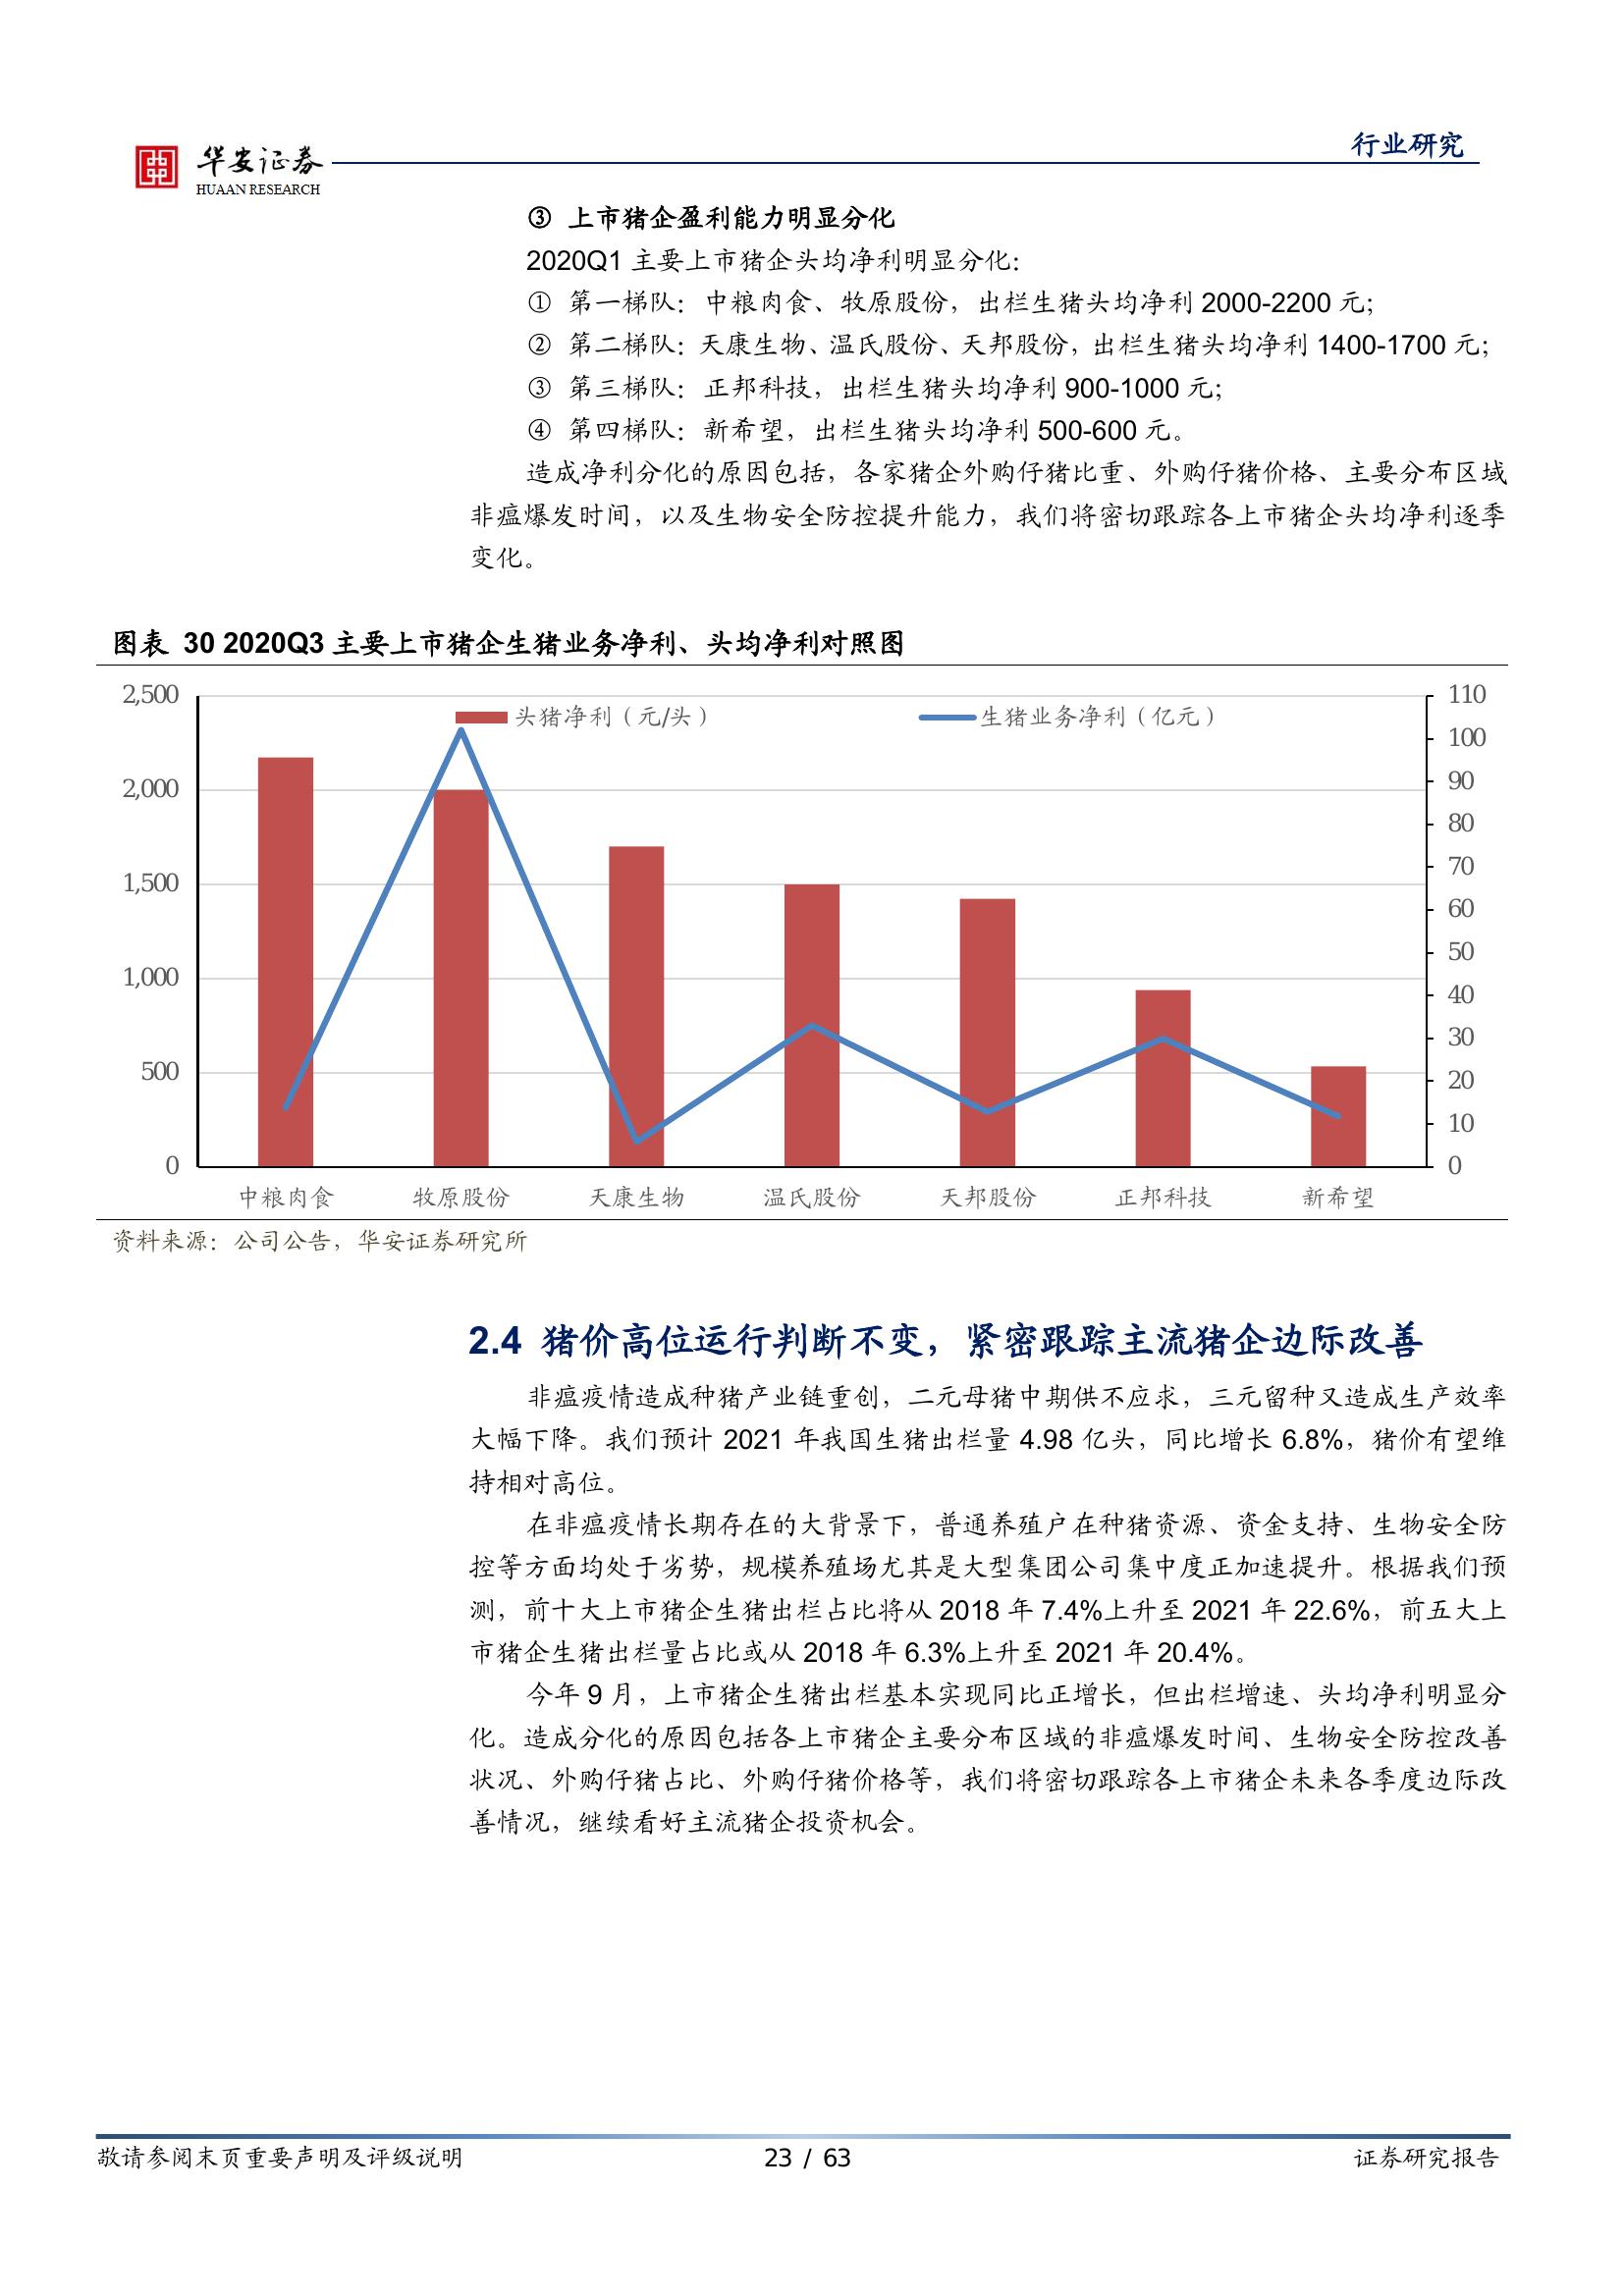 华安证券
HUAAN RESEARCH
行业研究
③ 上市猪企盈利能力明显分化
2020Q1 主要上市猪企头均净利明显分化：
① 第一梯队：中粮肉食、牧原股份，出栏生猪头均净利 2000-2200 元；
② 第二梯队：天康生物、温氏股份、天邦股份，出栏生猪头均净利 1400-1700 元；
③ 第三梯队：正邦科技，出栏生猪头均净利 900-1000 元；
④ 第四梯队：新希望，出栏生猪头均净利 500-600 元。
造成净利分化的原因包括，各家猪企外购仔猪比重、外购仔猪价格、主要分布区域
非瘟爆发时间，以及生物安全防控提升能力，我们将密切跟踪各上市猪企头均净利逐季
变化。
图表 30 2020Q3 主要上市猪企生猪业务净利、头均净利对照图
头猪净利（元/头）
生猪业务净利（亿元）
2,500
2,000
1,500
1,000
500
0
110
100
90
80
70
60
50
40
30
20
10
0
中粮肉食 牧原股份 天康生物 温氏股份 天邦股份 正邦科技 新希望
资料来源：公司公告，华安证券研究所
2.4 猪价高位运行判断不变，紧密跟踪主流猪企边际改善
非瘟疫情造成种猪产业链重创，二元母猪中期供不应求，三元留种又造成生产效率
大幅下降。我们预计 2021 年我国生猪出栏量 4.98 亿头，同比增长 6.8%，猪价有望维
持相对高位。
在非瘟疫情长期存在的大背景下，普通养殖户在种猪资源、资金支持、生物安全防
控等方面均处于劣势，规模养殖场尤其是大型集团公司集中度正加速提升。根据我们预
测，前十大上市猪企生猪出栏占比将从 2018 年 7.4%上升至 2021 年 22.6%，前五大上
市猪企生猪出栏量占比或从 2018 年 6.3%上升至 2021 年 20.4%。
今年 9 月，上市猪企生猪出栏基本实现同比正增长，但出栏增速、头均净利明显分
化。造成分化的原因包括各上市猪企主要分布区域的非瘟爆发时间、生物安全防控改善
状况、外购仔猪占比、外购仔猪价格等，我们将密切跟踪各上市猪企未来各季度边际改
善情况，继续看好主流猪企投资机会。
敬请参阅末页重要声明及评级说明
23 / 63
证券研究报告